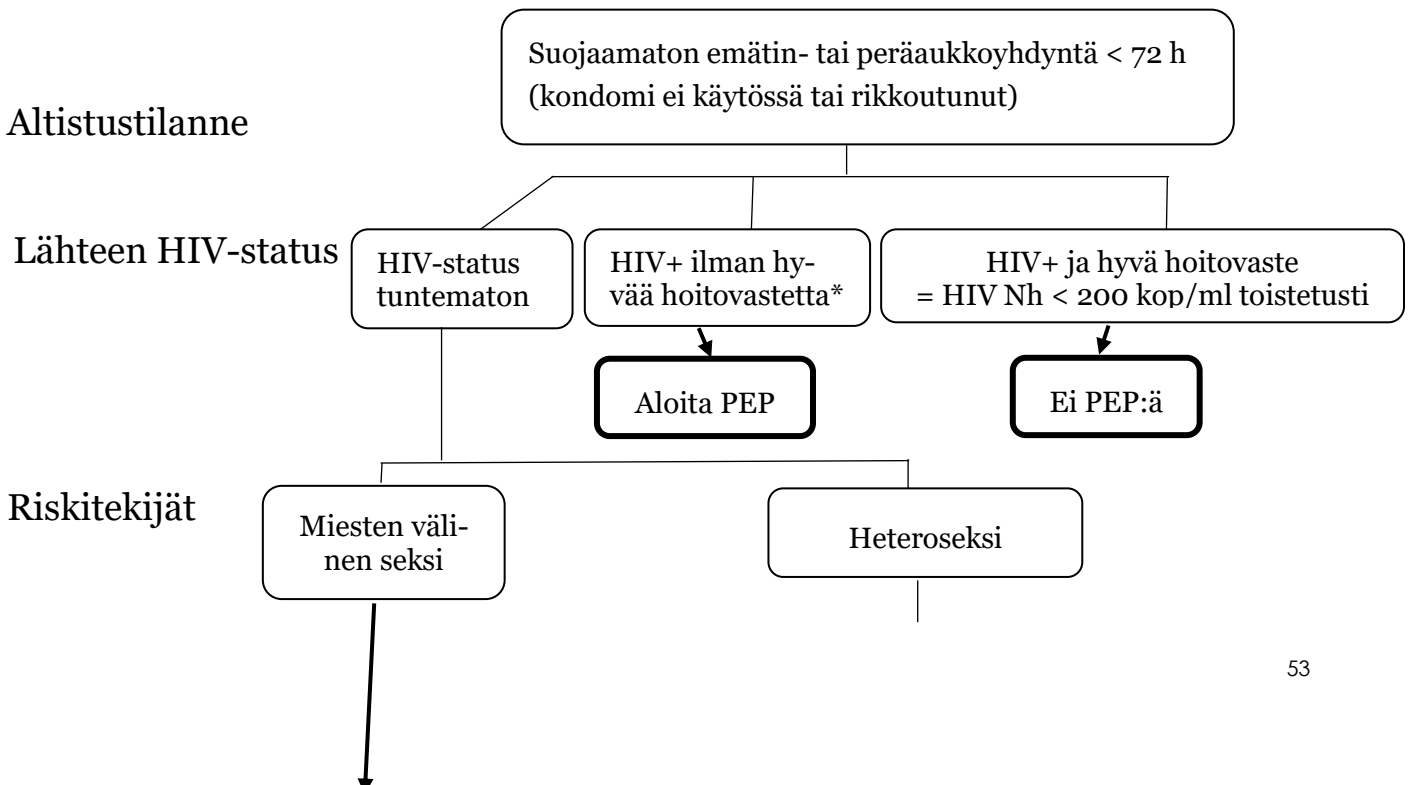 Suojaamaton emätin- tai peräaukkoyhdyntä < 72 h
(kondomi ei käytössä tai rikkoutunut)
Altistustilanne
Lähteen HIV-status
HIV-status
tuntematon
HIV+ ilman hy-
vää hoitovastetta*
HIV+ ja hyvä hoitovaste
= HIV Nh < 200 kop/ml toistetusti
Aloita PEP
Ei PEP:ä
Riskitekijät
Miesten väli-
nen seksi
Heteroseksi
53